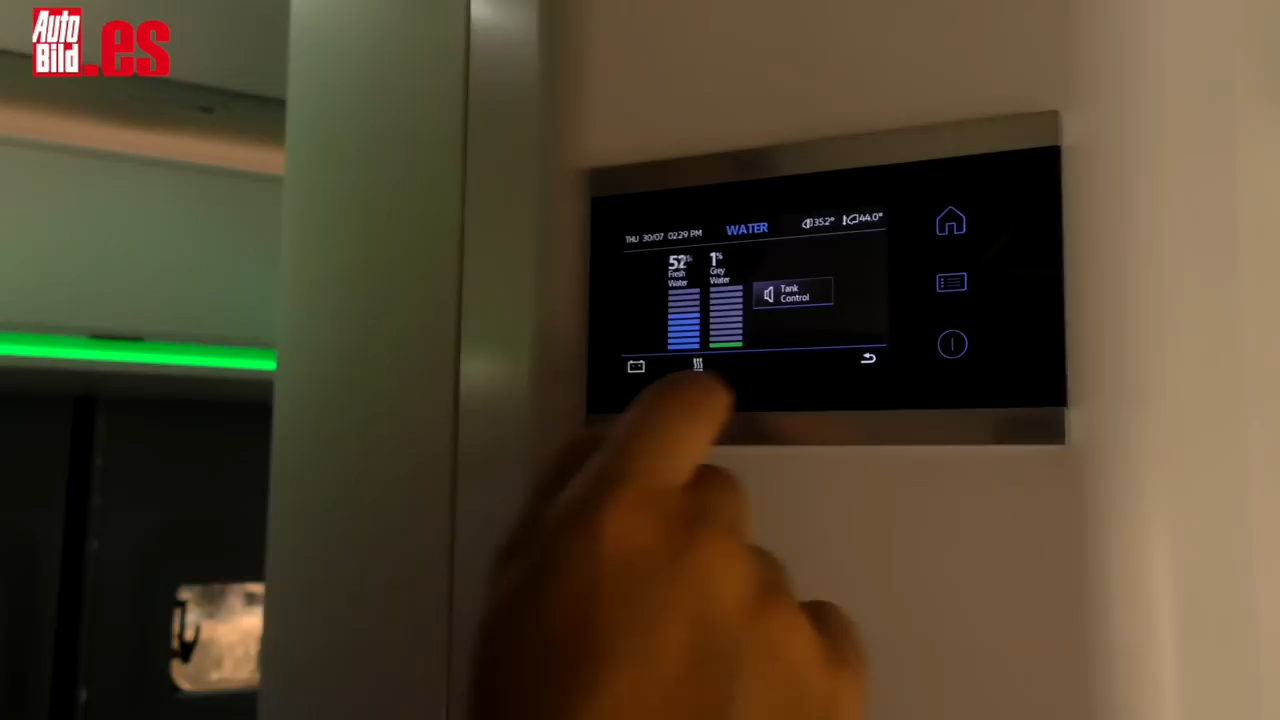 Auto
Bild
.es
THU 30/07 02:29 PM
WATER
35.2°
44.0°
52%
Fresh
Water
1%
Grey
Water
Tank
Control